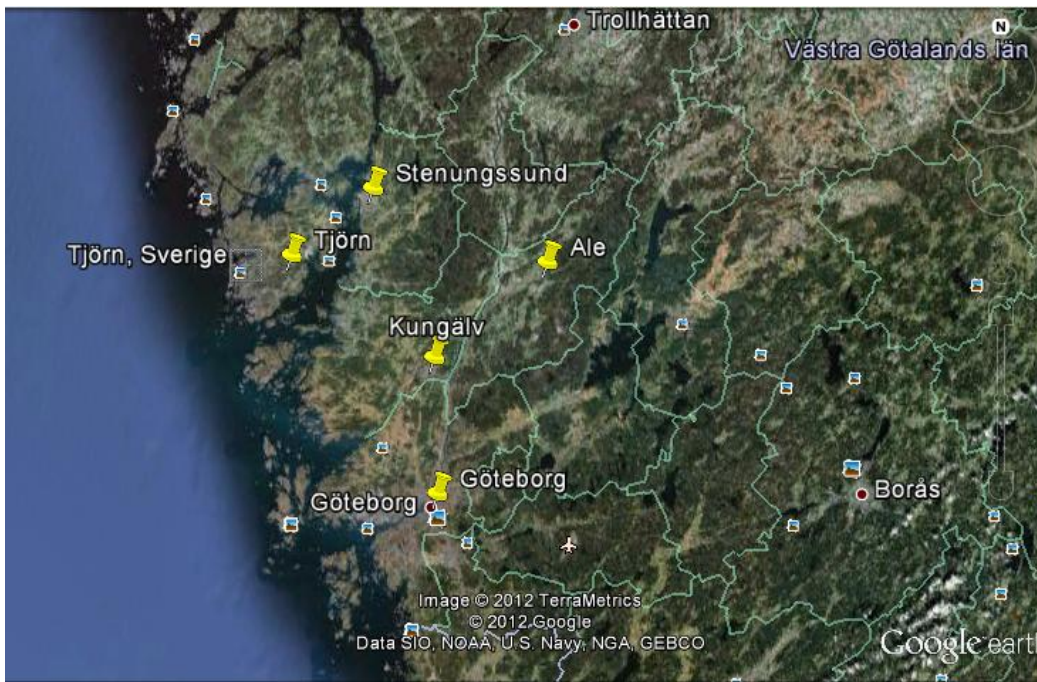 Trollhättan
N
Västra Götalands län
Stenungssund
Tjörn
Tjörn, Sverige
Ale
Kungälv
Göteborg
Göteborg
Borås
Image © 2012 TerraMetrics
© 2012 Google
Data SIO, NOAA, U.S. Navy, NGA, GEBCO
Google earth